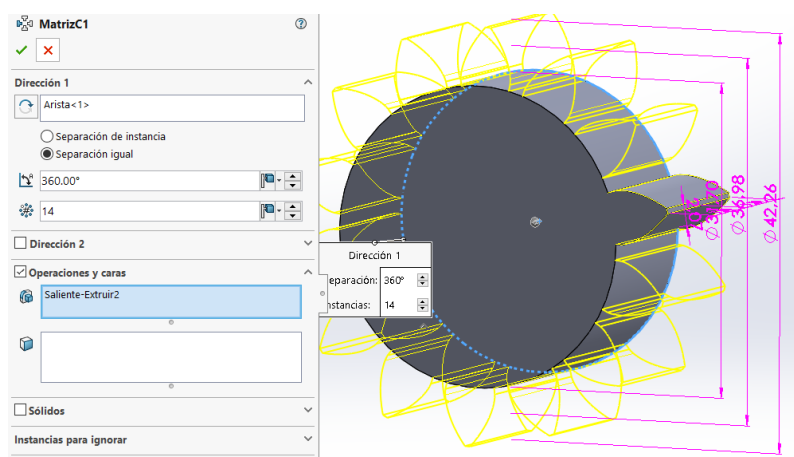 MatrizC1
Dirección 1
Arista<1>
Separación de instancia
Separación igual
360.00°
14
Dirección 2
Operaciones y caras
Saliente-Extruir2
Sólidos
Instancias para ignorar
Dirección 1
eparación: 360°
nstancias: 14
Ø 36,98
Ø 42,26